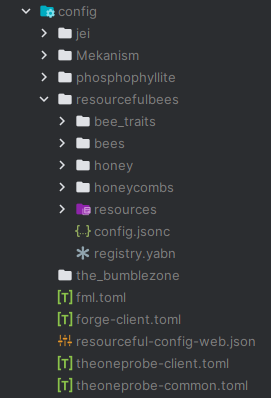 config
jei
Mekanism
phosphophyllite
resourcefulbees
bee_traits
bees
honey
honeycombs
resources
config.jsonc
registry.yabn
the_bumblezone
[T] fml.toml
[T] forge-client.toml
resourceful-config-web.json
[T] theoneprobe-client.toml
[T] theoneprobe-common.toml